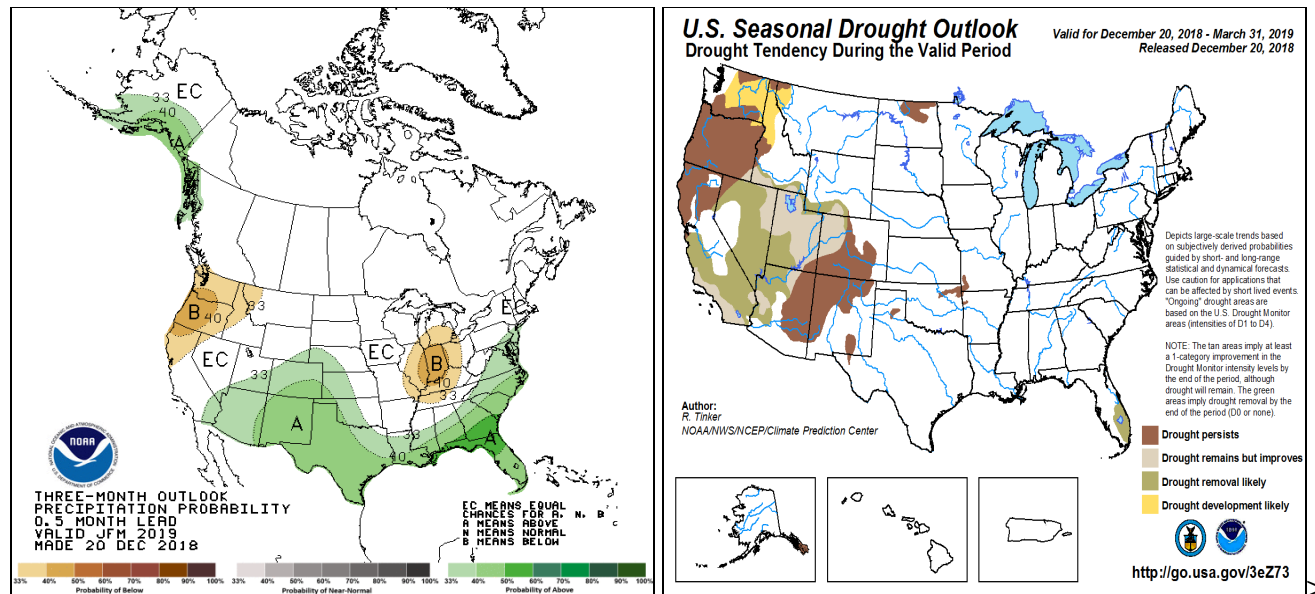 EC
33
40
A
B
40
33
EC
33
A
EC
B
40
33
EC
33
40
A
NOAA
THREE-MONTH OUTLOOK
PRECIPITATION PROBABILITY
0.5 MONTH LEAD
VALID JFM 2019
MADE 20 DEC 2018
EC MEANS EQUAL
CHANCES FOR A, N, B
A MEANS ABOVE
N MEANS NORMAL
B MEANS BELOW
33% 40% 50% 60% 70% 80% 90% 100%
Probability of Below
33% 40% 50% 60% 70% 80% 90% 100%
Probability of Near-Normal
33% 40% 50% 60% 70% 80% 90% 100%
Probability of Above
U.S. Seasonal Drought Outlook
Drought Tendency During the Valid Period
Valid for December 20, 2018 - March 31, 2019
Released December 20, 2018
Depicts large-scale trends based
on subjectively derived probabilities
guided by short- and long-range
statistical and dynamical forecasts.
Use caution for applications that
can be affected by short lived events.
"Ongoing" drought areas are
based on the U.S. Drought Monitor
areas (intensities of D1 to D4).
NOTE: The tan areas imply at least
a 1-category improvement in the
Drought Monitor intensity levels by
the end of the period, although
drought will remain. The green
areas imply drought removal by the
end of the period (D0 or none).
Author:
R. Tinker
NOAA/NWS/NCEP/Climate Prediction Center
Drought persists
Drought remains but improves
Drought removal likely
Drought development likely
http://go.usa.gov/3eZ73